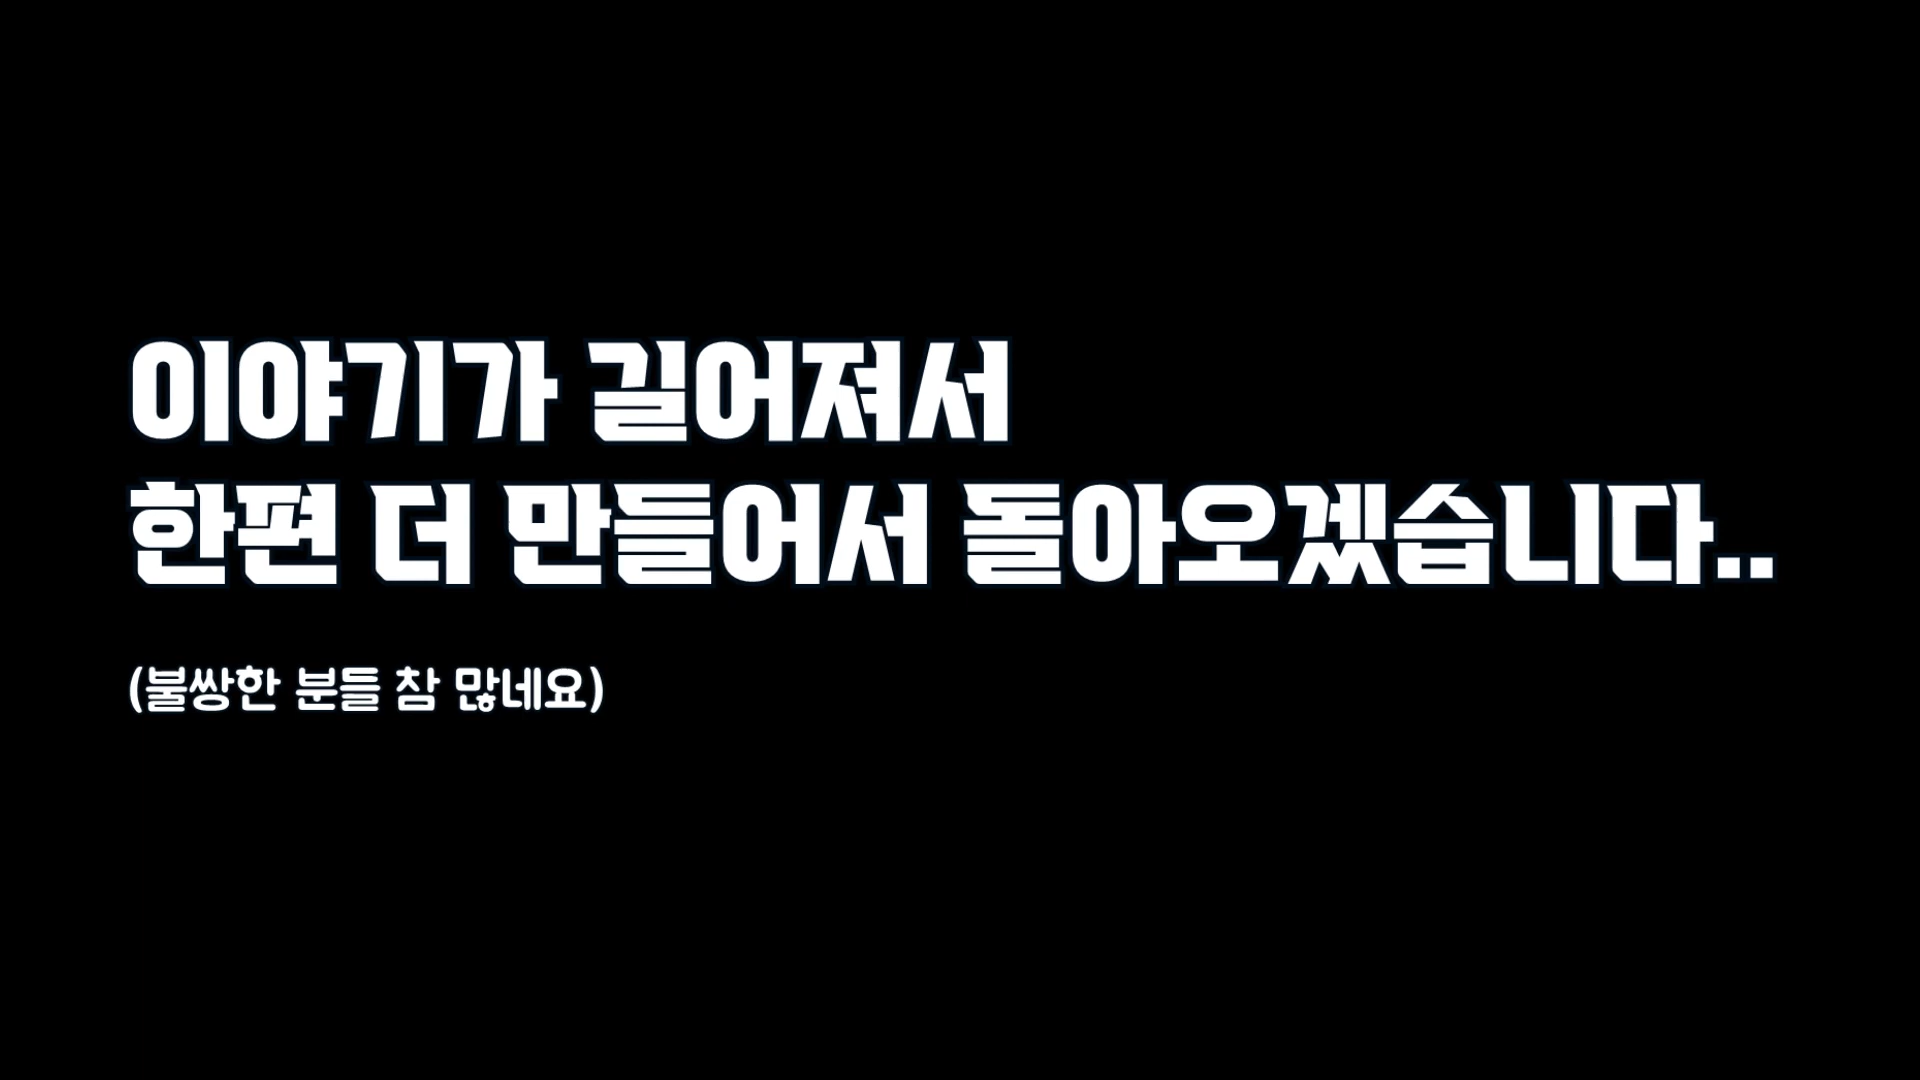 이야기가 길어져서
한편 더 만들어서 돌아오겠습니다..
(불쌍한 분들 참 많네요)